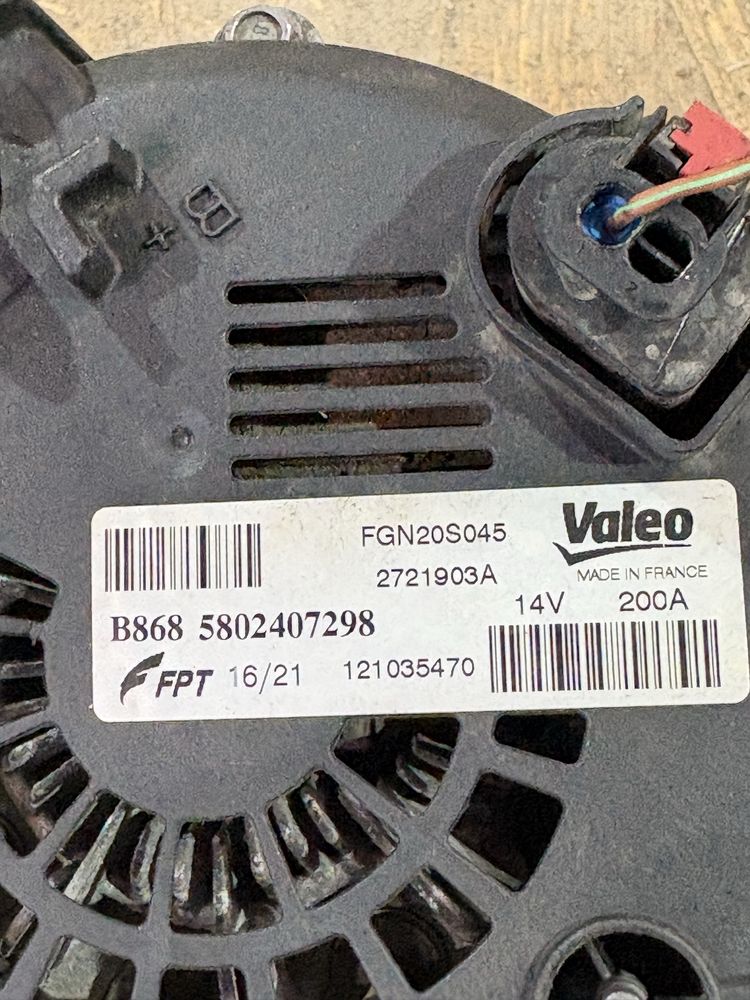 B
+
FGN20S045
Valeo
2721903A
MADE IN FRANCE
14V 200A
B868 5802407298
FPT 16/21 121035470